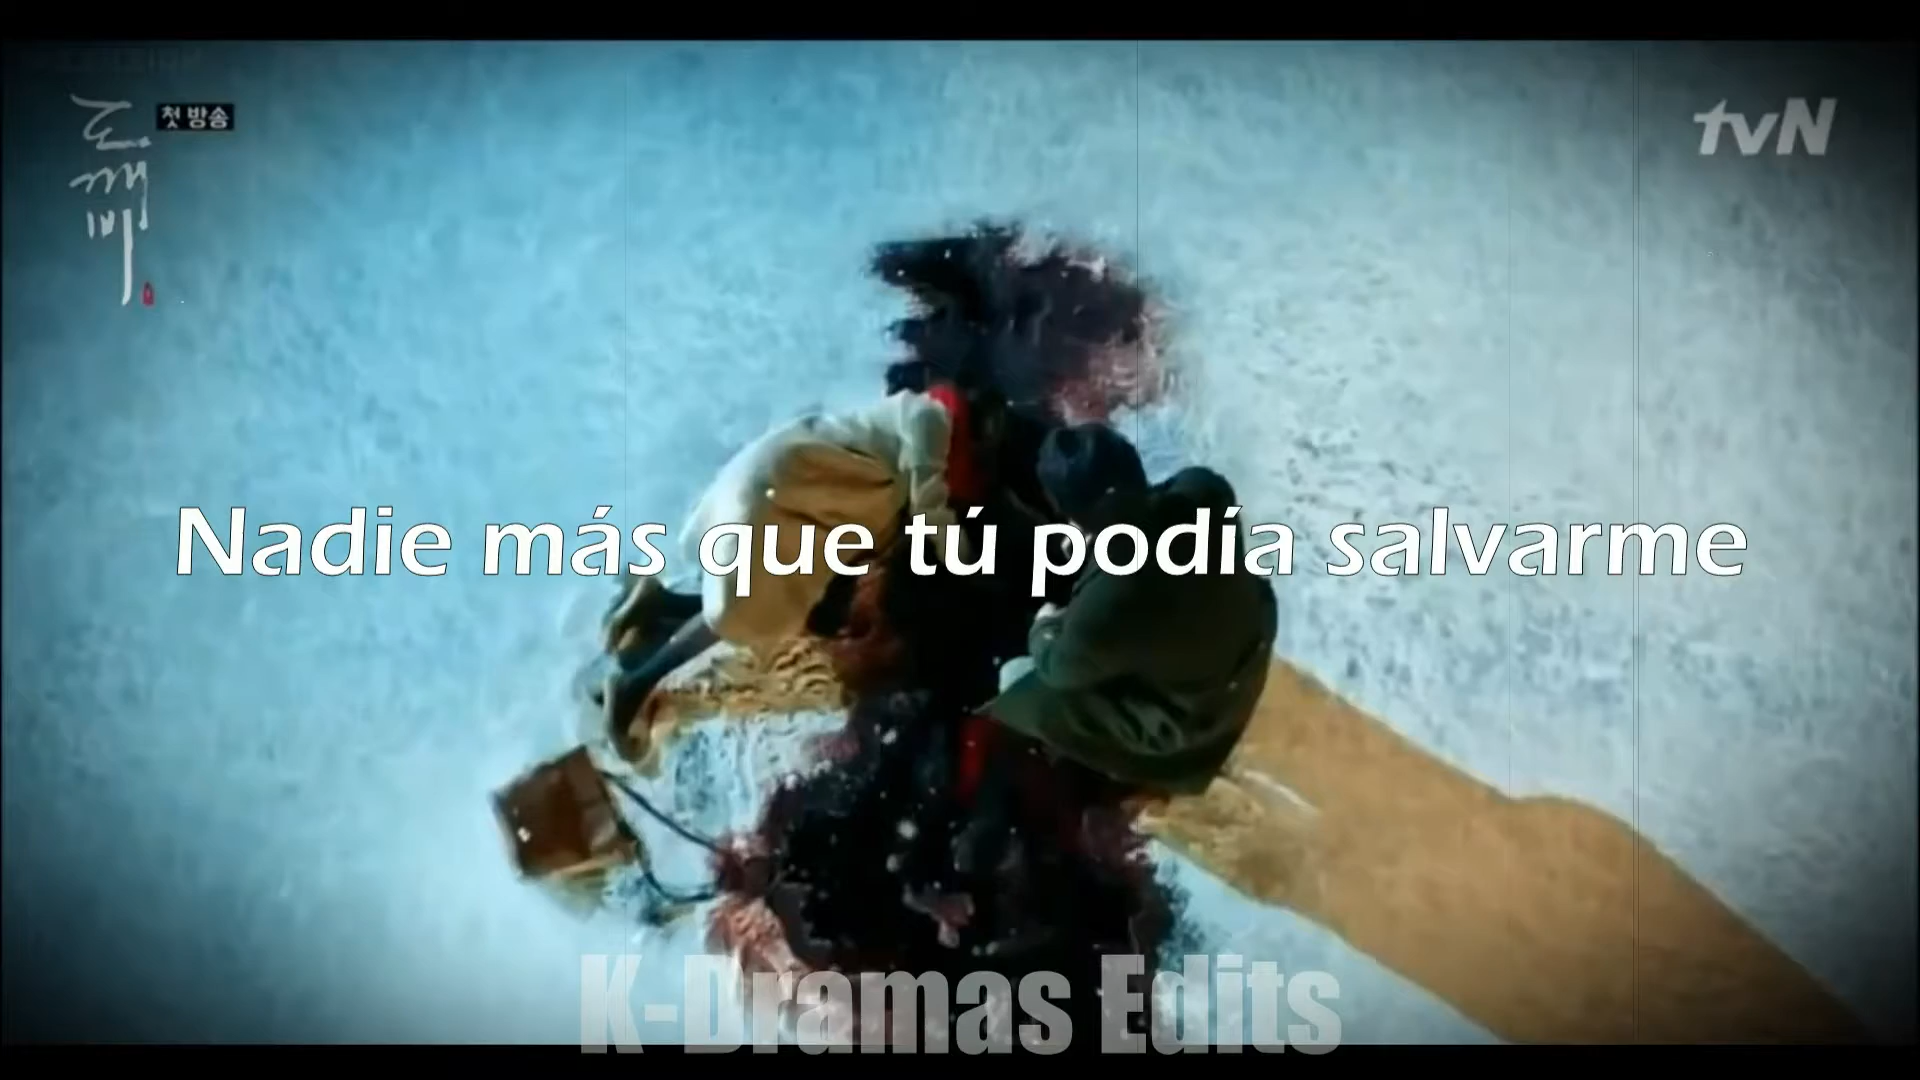 도깨비
첫 방송
tvN
Nadie más que tú podía salvarme
K-Dramas Edits